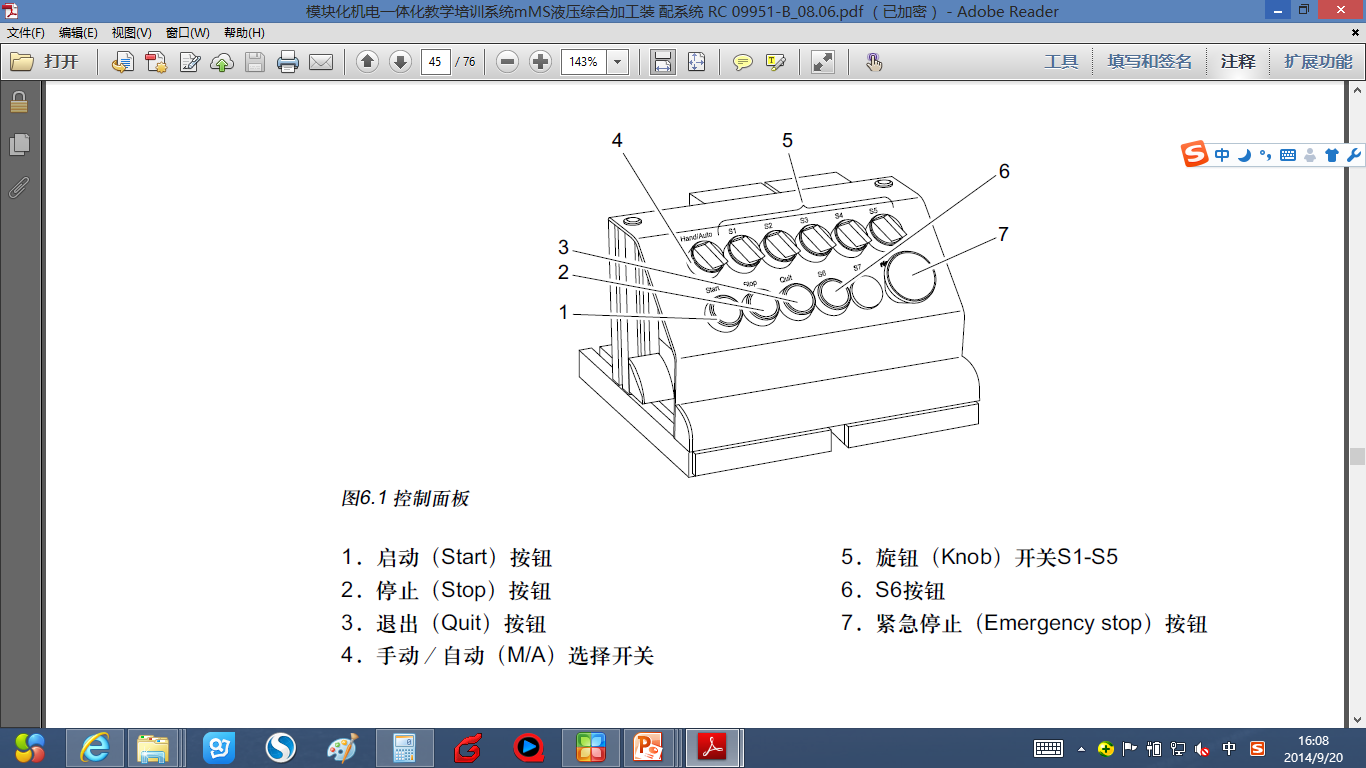 模块化机电一体化教学培训系统mMS液压综合加工装 配系统 RC 09951-B_08.06.pdf （已加密） - Adobe Reader
文件(F) 编辑(E) 视图(V) 窗口(W) 帮助(H)
打开 45 / 76 143% 工具 填写和签名 注释 扩展功能
中
4 5
6
3
2
1
7
Hand/Auto S1 S2 S3 S4 S5
Start Stop Quit S6 S7
图6.1 控制面板
1．启动（Start）按钮
2．停止（Stop）按钮
3．退出（Quit）按钮
4．手动／自动（M/A）选择开关
5．旋钮（Knob）开关S1-S5
6．S6按钮
7．紧急停止（Emergency stop）按钮
中
16:08
2014/9/20